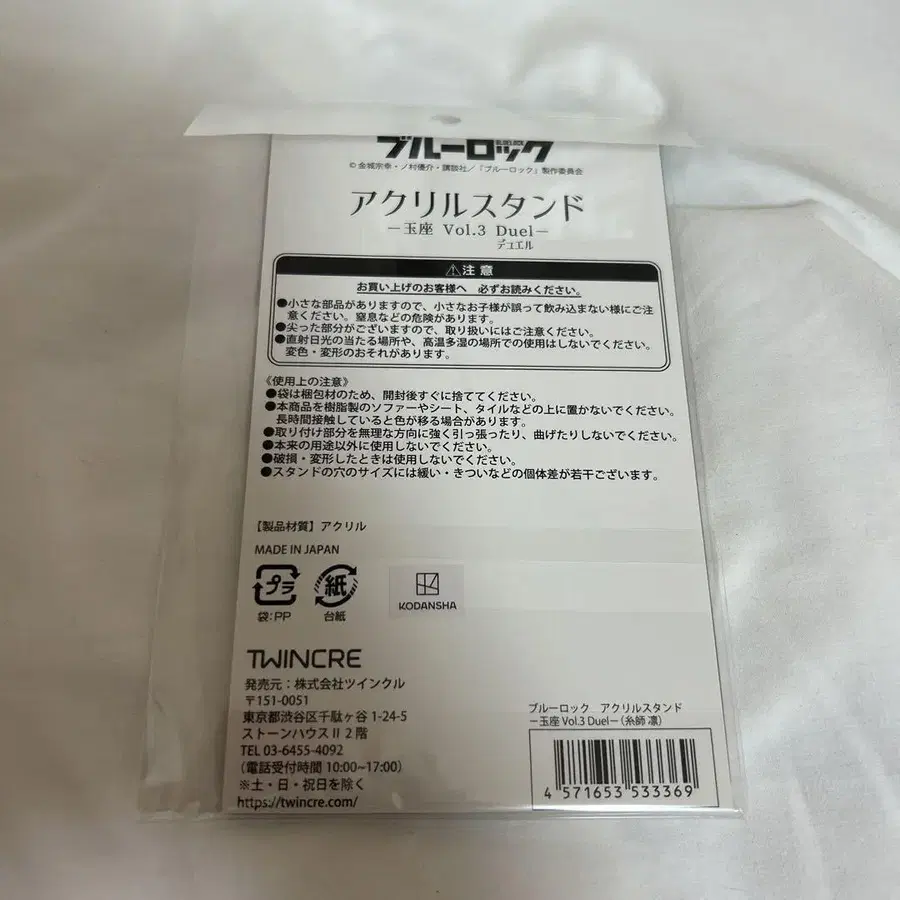 ブルーロック
BLUELOCK
© 金城宗幸・ノ村優介・講談社／「ブルーロック」製作委員会
アクリルスタンド
－玉座 Vol.3 Duel－
デュエル
⚠注意
お買い上げのお客様へ 必ずお読みください。
●小さな部品がありますので、小さなお子様が誤って飲み込まない様にご注
意ください。窒息などの危険があります。
●尖った部分がございますので、取り扱いにはご注意ください。
●直射日光の当たる場所や、高温多湿の場所での使用はしないでください。
変色・変形のおそれがあります。
《使用上の注意》
●袋は梱包材のため、開封後すぐに捨ててください。
●本商品を樹脂製のソファーやシート、タイルなどの上に置かないでください。
長時間接触していると色が移る場合があります。
●取り付け部分を無理な方向に強く引っ張ったり、曲げたりしないでください。
●本来の用途以外に使用しないでください。
●破損・変形したときは使用しないでください。
●スタンドの穴のサイズには緩い・きついなどの個体差が若干ございます。
【製品材質】アクリル
MADE IN JAPAN
プラ
紙
袋:PP
台紙
KODANSHA
TWINCRE
発売元：株式会社ツインクル
〒151-0051
東京都渋谷区千駄ヶ谷 1-24-5
ストーンハウスⅡ 2 階
TEL 03-6455-4092
（電話受付時間 10:00~17:00）
※土・日・祝日を除く
https://twincre.com/
ブルーロック アクリルスタンド
－玉座 Vol.3 Duel－（糸師 凛）
4 571653 533369